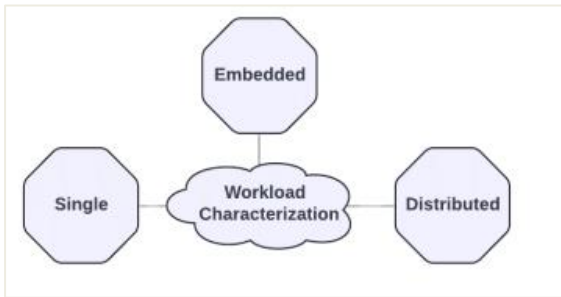 Embedded
Single
Workload
Characterization
Distributed